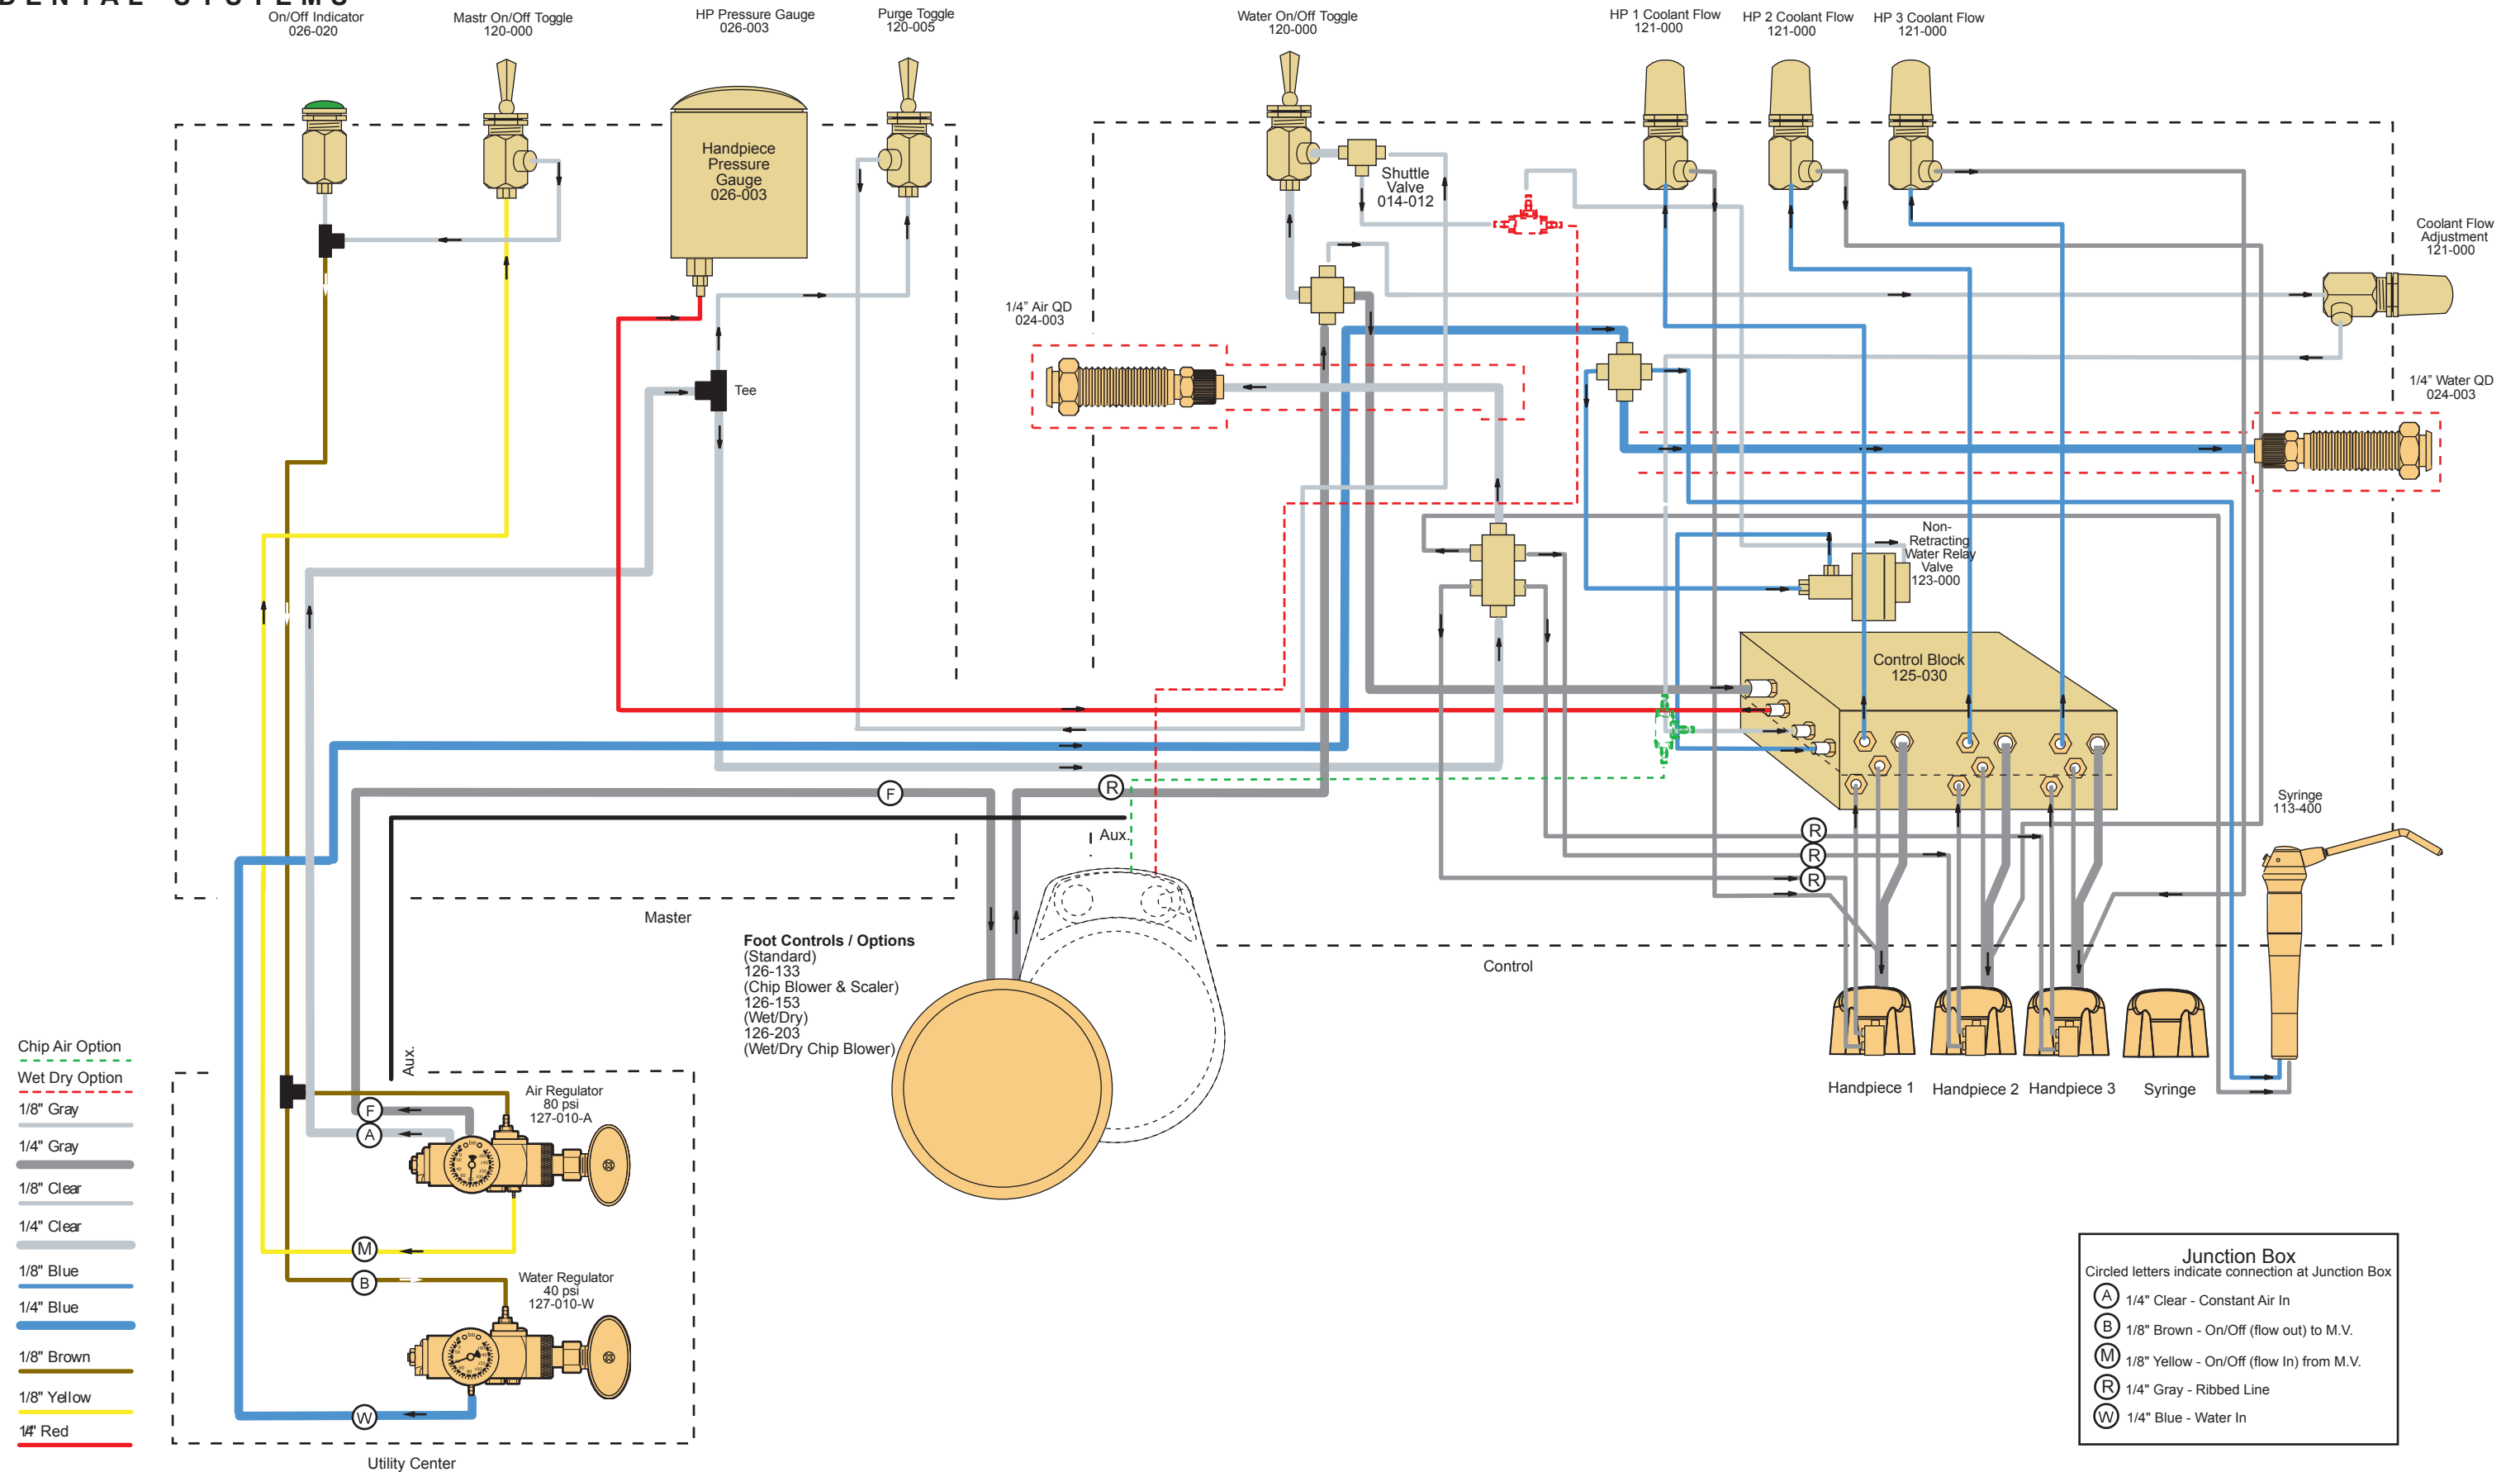 DENTAL SYSTEMS
On/Off Indicator
026-020
Mastr On/Off Toggle
120-000
HP Pressure Gauge
026-003
Purge Toggle
120-005
Water On/Off Toggle
120-000
HP 1 Coolant Flow
121-000
HP 2 Coolant Flow
121-000
HP 3 Coolant Flow
121-000
Handpiece
Pressure
Gauge
026-003
Shuttle
Valve
014-012
Coolant Flow
Adjustment
121-000
1/4” Air QD
024-003
Tee
1/4” Water QD
024-003
Non-
Retracting
Water Relay
Valve
123-000
Control Block
125-030
F
R
Aux.
R
R
R
Syringe
113-400
Master
Control
Foot Controls / Options
(Standard)
126-133
(Chip Blower & Scaler)
126-153
(Wet/Dry)
126-203
(Wet/Dry Chip Blower)
Handpiece 1
Handpiece 2
Handpiece 3
Syringe
Aux.
Air Regulator
80 psi
127-010-A
F
A
M
B
Water Regulator
40 psi
127-010-W
W
Utility Center
Chip Air Option
Wet Dry Option
1/8" Gray
1/4" Gray
1/8" Clear
1/4" Clear
1/8" Blue
1/4" Blue
1/8" Brown
1/8" Yellow
1/4" Red
Junction Box
Circled letters indicate connection at Junction Box
A 1/4" Clear - Constant Air In
B 1/8" Brown - On/Off (flow out) to M.V.
M 1/8" Yellow - On/Off (flow In) from M.V.
R 1/4" Gray - Ribbed Line
W 1/4" Blue - Water In